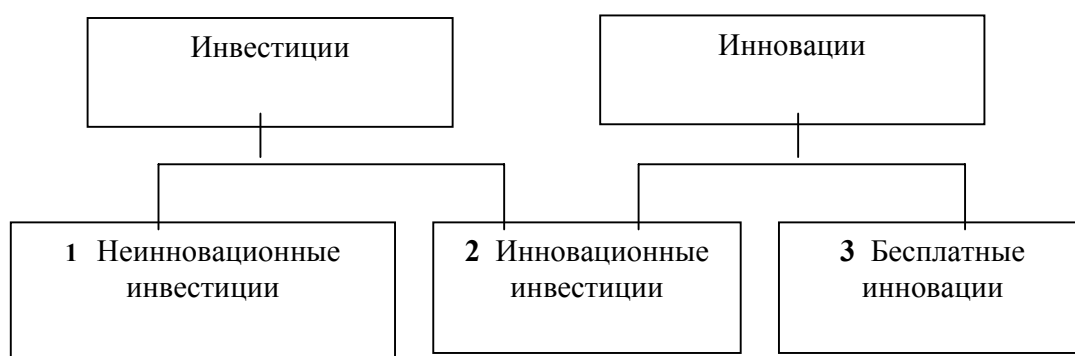 Инвестиции
Инновации
1 Неинновационные
инвестиции
2 Инновационные
инвестиции
3 Бесплатные
инновации